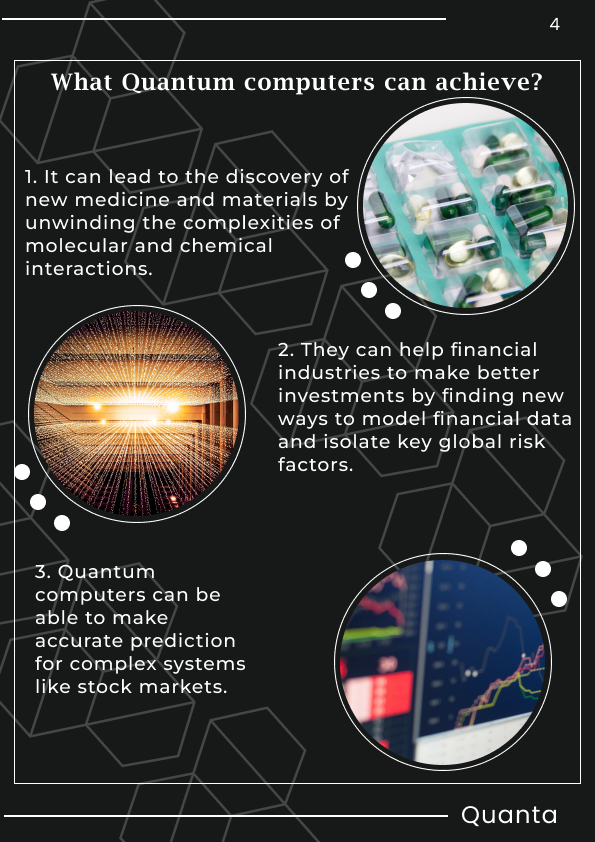 4
What Quantum computers can achieve?
1. It can lead to the discovery of
new medicine and materials by
unwinding the complexities of
molecular and chemical
interactions.
2. They can help financial
industries to make better
investments by finding new
ways to model financial data
and isolate key global risk
factors.
3. Quantum
computers can be
able to make
accurate prediction
for complex systems
like stock markets.
Quanta